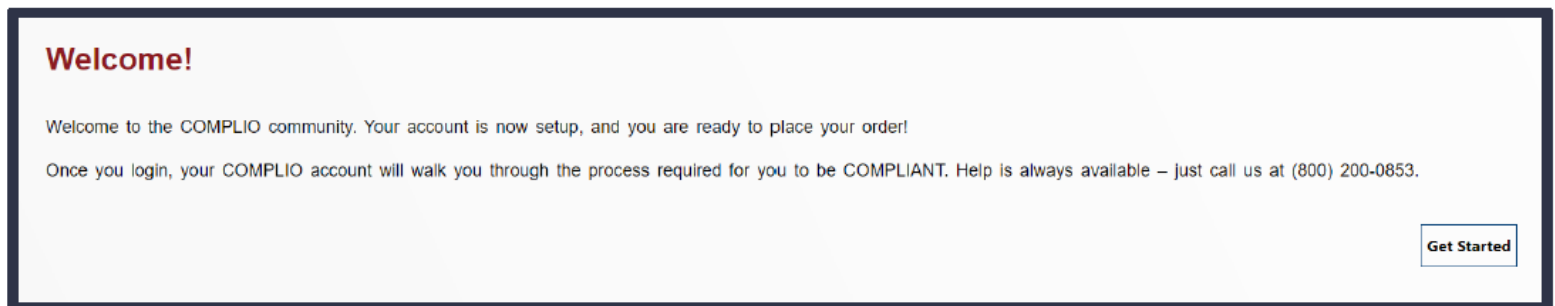 Welcome!
Welcome to the COMPLIO community. Your account is now setup, and you are ready to place your order!
Once you login, your COMPLIO account will walk you through the process required for you to be COMPLIANT. Help is always available – just call us at (800) 200-0853.
Get Started